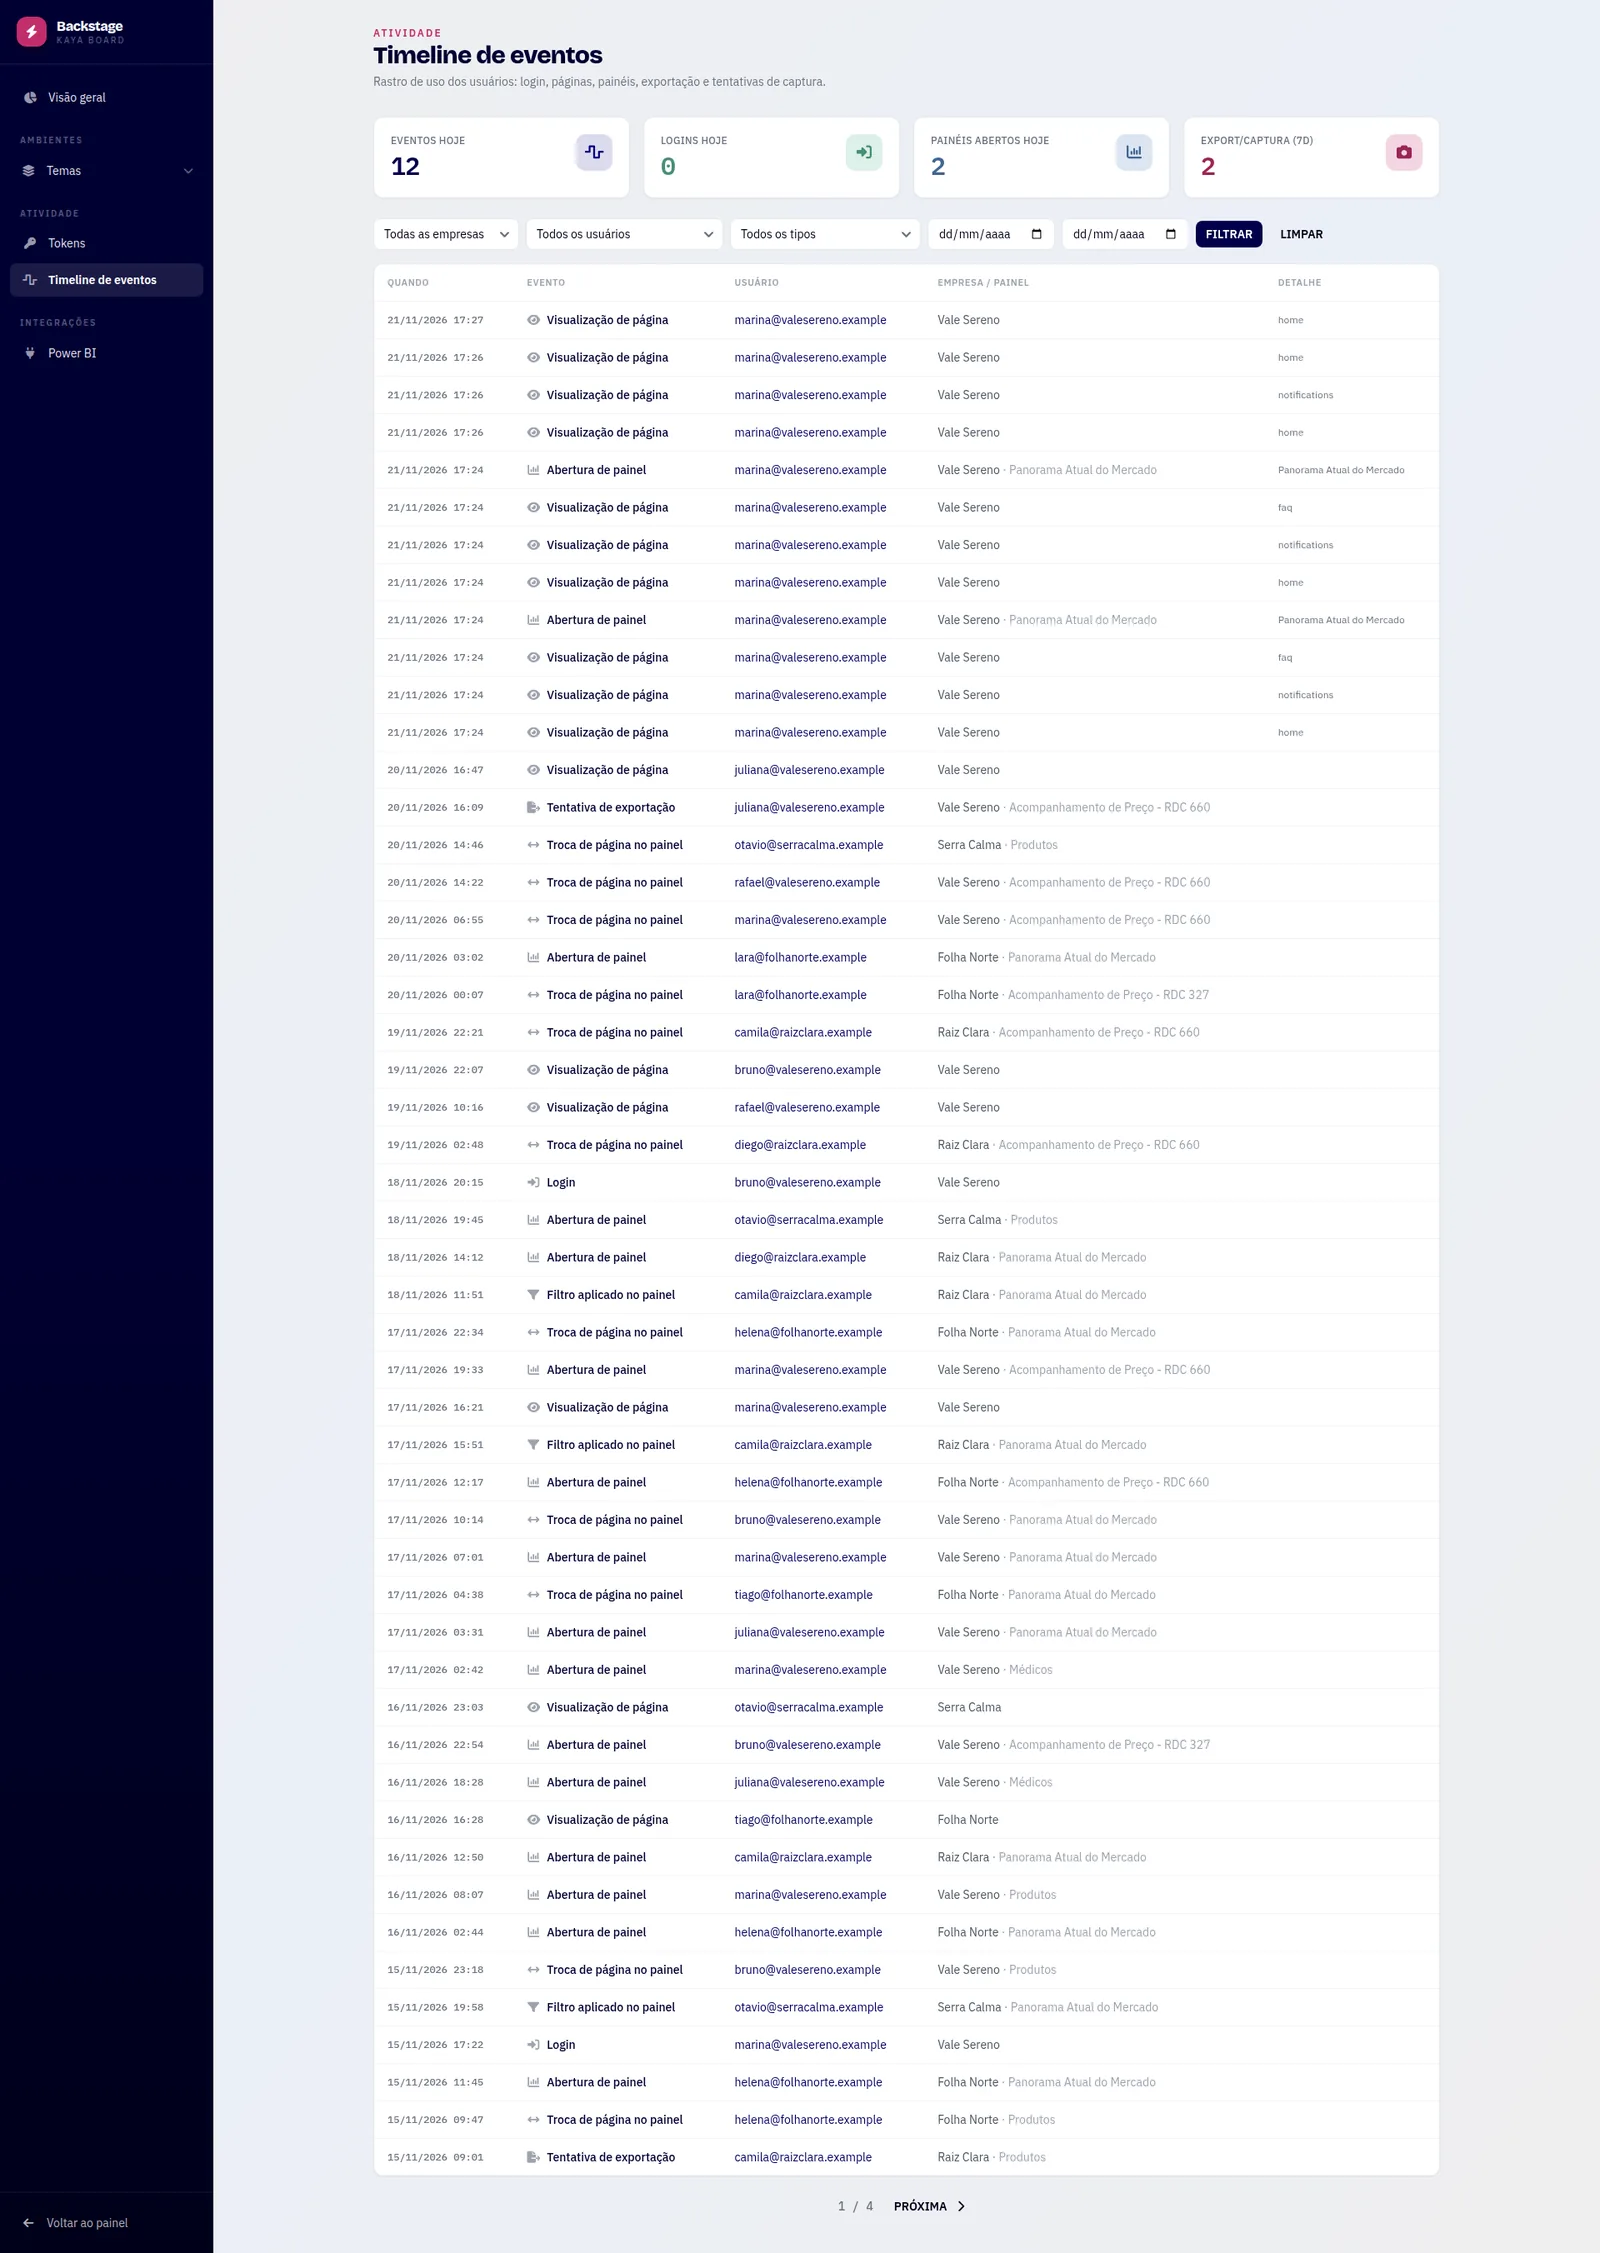 Backstage
KAYA BOARD
Visão geral
AMBIENTES
Temas
ATIVIDADE
Tokens
Timeline de eventos
INTEGRAÇÕES
Power BI
Voltar ao painel
ATIVIDADE
Timeline de eventos
Rastro de uso dos usuários: login, páginas, painéis, exportação e tentativas de captura.
EVENTOS HOJE
12
LOGINS HOJE
0
PAINÉIS ABERTOS HOJE
2
EXPORT/CAPTURA (7D)
2
Todas as empresas Todos os usuários Todos os tipos dd/mm/aaaa dd/mm/aaaa FILTRAR LIMPAR
QUANDO EVENTO USUÁRIO EMPRESA / PAINEL DETALHE
21/11/2026 17:27 Visualização de página marina@valesereno.example Vale Sereno home
21/11/2026 17:26 Visualização de página marina@valesereno.example Vale Sereno home
21/11/2026 17:26 Visualização de página marina@valesereno.example Vale Sereno notifications
21/11/2026 17:26 Visualização de página marina@valesereno.example Vale Sereno home
21/11/2026 17:24 Abertura de painel marina@valesereno.example Vale Sereno · Panorama Atual do Mercado Panorama Atual do Mercado
21/11/2026 17:24 Visualização de página marina@valesereno.example Vale Sereno faq
21/11/2026 17:24 Visualização de página marina@valesereno.example Vale Sereno notifications
21/11/2026 17:24 Visualização de página marina@valesereno.example Vale Sereno home
21/11/2026 17:24 Abertura de painel marina@valesereno.example Vale Sereno · Panorama Atual do Mercado Panorama Atual do Mercado
21/11/2026 17:24 Visualização de página marina@valesereno.example Vale Sereno faq
21/11/2026 17:24 Visualização de página marina@valesereno.example Vale Sereno notifications
21/11/2026 17:24 Visualização de página marina@valesereno.example Vale Sereno home
20/11/2026 16:47 Visualização de página juliana@valesereno.example Vale Sereno
20/11/2026 16:09 Tentativa de exportação juliana@valesereno.example Vale Sereno · Acompanhamento de Preço - RDC 660
20/11/2026 14:46 Troca de página no painel otavio@serracalma.example Serra Calma · Produtos
20/11/2026 14:22 Troca de página no painel rafael@valesereno.example Vale Sereno · Acompanhamento de Preço - RDC 660
20/11/2026 06:55 Troca de página no painel marina@valesereno.example Vale Sereno · Acompanhamento de Preço - RDC 660
20/11/2026 03:02 Abertura de painel lara@folhanorte.example Folha Norte · Panorama Atual do Mercado
20/11/2026 00:07 Troca de página no painel lara@folhanorte.example Folha Norte · Acompanhamento de Preço - RDC 327
19/11/2026 22:21 Troca de página no painel camila@raizclara.example Raiz Clara · Acompanhamento de Preço - RDC 660
19/11/2026 22:07 Visualização de página bruno@valesereno.example Vale Sereno
19/11/2026 10:16 Visualização de página rafael@valesereno.example Vale Sereno
19/11/2026 02:48 Troca de página no painel diego@raizclara.example Raiz Clara · Acompanhamento de Preço - RDC 660
18/11/2026 20:15 Login bruno@valesereno.example Vale Sereno
18/11/2026 19:45 Abertura de painel otavio@serracalma.example Serra Calma · Produtos
18/11/2026 14:12 Abertura de painel diego@raizclara.example Raiz Clara · Panorama Atual do Mercado
18/11/2026 11:51 Filtro aplicado no painel camila@raizclara.example Raiz Clara · Panorama Atual do Mercado
17/11/2026 22:34 Troca de página no painel helena@folhanorte.example Folha Norte · Panorama Atual do Mercado
17/11/2026 19:33 Abertura de painel marina@valesereno.example Vale Sereno · Acompanhamento de Preço - RDC 660
17/11/2026 16:21 Visualização de página marina@valesereno.example Vale Sereno
17/11/2026 15:51 Filtro aplicado no painel camila@raizclara.example Raiz Clara · Panorama Atual do Mercado
17/11/2026 12:17 Abertura de painel helena@folhanorte.example Folha Norte · Acompanhamento de Preço - RDC 660
17/11/2026 10:14 Troca de página no painel bruno@valesereno.example Vale Sereno · Panorama Atual do Mercado
17/11/2026 07:01 Abertura de painel marina@valesereno.example Vale Sereno · Panorama Atual do Mercado
17/11/2026 04:38 Troca de página no painel tiago@folhanorte.example Folha Norte · Panorama Atual do Mercado
17/11/2026 03:31 Abertura de painel juliana@valesereno.example Vale Sereno · Panorama Atual do Mercado
17/11/2026 02:42 Abertura de painel marina@valesereno.example Vale Sereno · Médicos
16/11/2026 23:03 Visualização de página otavio@serracalma.example Serra Calma
16/11/2026 22:54 Abertura de painel bruno@valesereno.example Vale Sereno · Acompanhamento de Preço - RDC 327
16/11/2026 18:28 Abertura de painel juliana@valesereno.example Vale Sereno · Médicos
16/11/2026 16:28 Visualização de página tiago@folhanorte.example Folha Norte
16/11/2026 12:50 Abertura de painel camila@raizclara.example Raiz Clara · Panorama Atual do Mercado
16/11/2026 08:07 Abertura de painel marina@valesereno.example Vale Sereno · Produtos
16/11/2026 02:44 Abertura de painel helena@folhanorte.example Folha Norte · Panorama Atual do Mercado
15/11/2026 23:18 Troca de página no painel bruno@valesereno.example Vale Sereno · Produtos
15/11/2026 19:58 Filtro aplicado no painel otavio@serracalma.example Serra Calma · Panorama Atual do Mercado
15/11/2026 17:22 Login marina@valesereno.example Vale Sereno
15/11/2026 11:45 Abertura de painel helena@folhanorte.example Folha Norte · Panorama Atual do Mercado
15/11/2026 09:47 Troca de página no painel helena@folhanorte.example Folha Norte · Produtos
15/11/2026 09:01 Tentativa de exportação camila@raizclara.example Raiz Clara · Produtos
1 / 4 PRÓXIMA